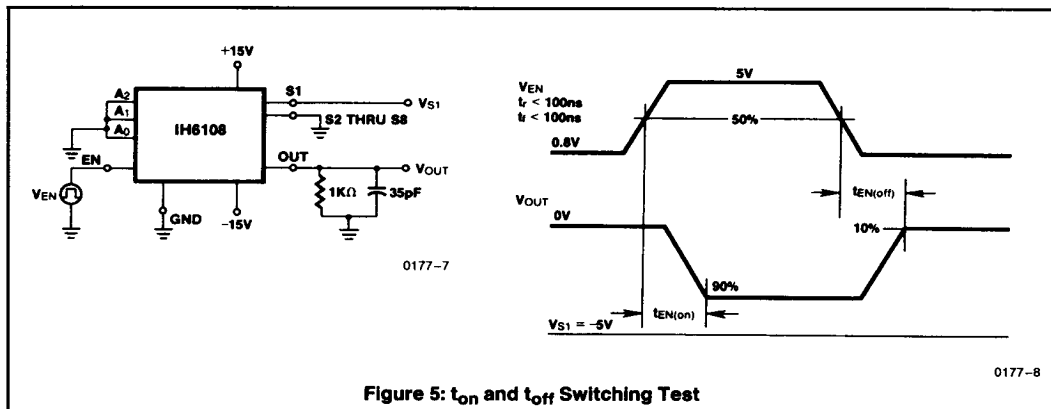 +15V
A2
A1
A0
IH6108
S1
VS1
S2 THRU S8
EN
OUT
VOUT
VEN
1KΩ
35pF
GND
−15V
0177–7
VEN
tr < 100ns
tr < 100ns
5V
50%
0.8V
tEN(off)
VOUT
0V
10%
90%
tEN(on)
VS1 = −5V
0177–8
Figure 5: ton and toff Switching Test